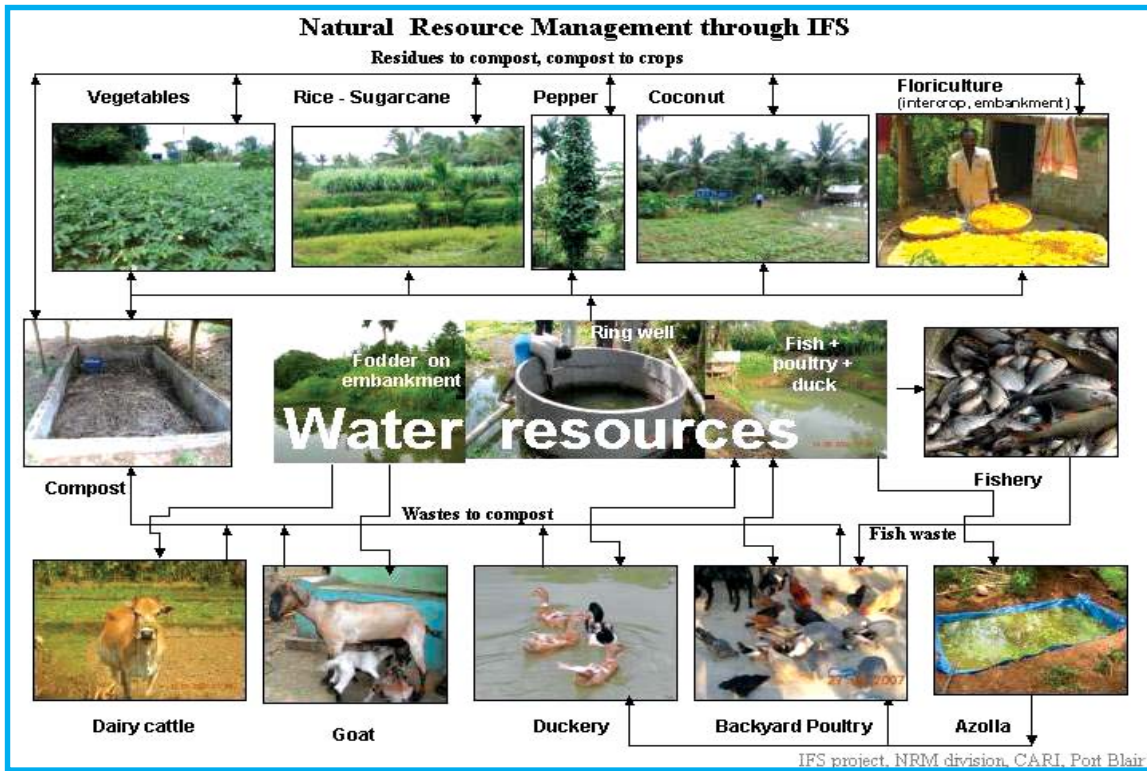 Natural Resource Management through IFS
Residues to compost, compost to crops
Vegetables
Rice - Sugarcane
Pepper
Coconut
Floriculture
(intercrop, embankment)
Fodder on
embankment
Ring well
Fish +
poultry +
duck
Water resources
Compost
Fishery
Wastes to compost
Fish waste
Dairy cattle
Goat
Duckery
Backyard Poultry
Azolla
IFS project, NRM division, CARI, Port Blair